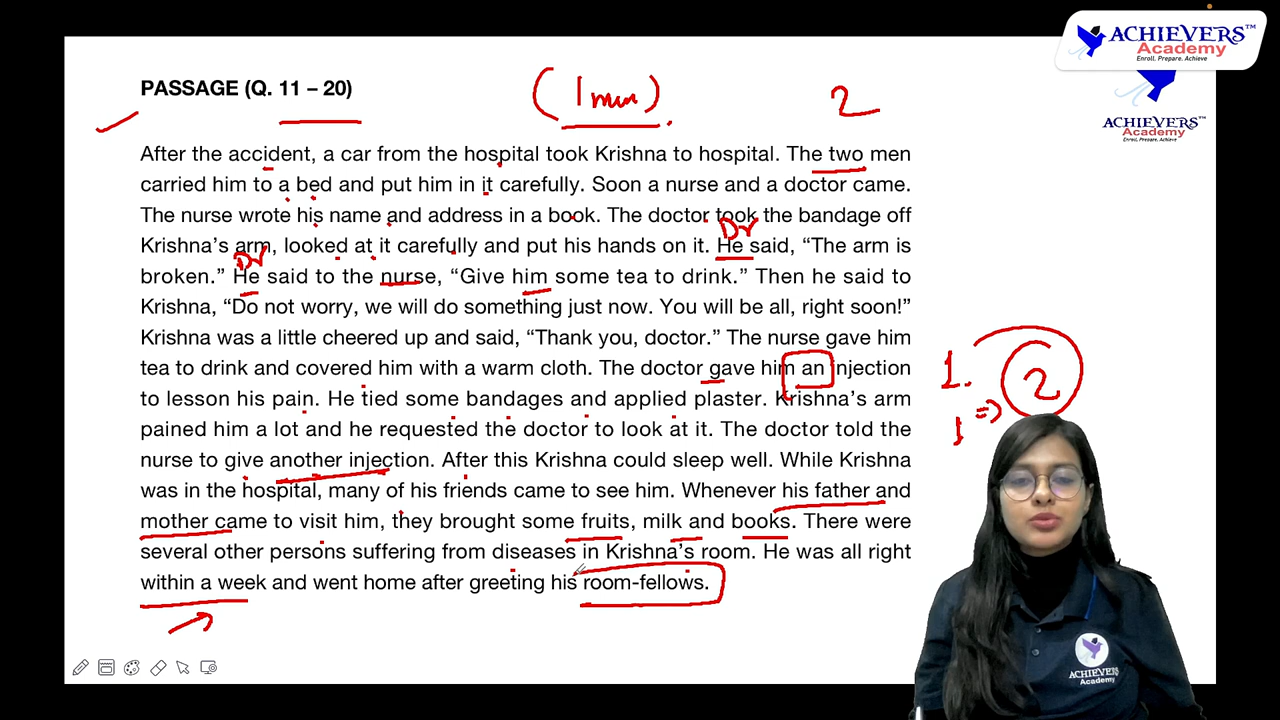 ACHIEVERS™
Academy
Enroll. Prepare. Achieve
ACHIEVERS™
Academy
PASSAGE (Q. 11 – 20)
(1 min).
2
After the accident, a car from the hospital took Krishna to hospital. The two men
carried him to a bed and put him in it carefully. Soon a nurse and a doctor came.
The nurse wrote his name and address in a book. The doctor took the bandage off
Dr
Krishna’s arm, looked at it carefully and put his hands on it. He said, “The arm is
Dr
broken.” He said to the nurse, “Give him some tea to drink.” Then he said to
Krishna, “Do not worry, we will do something just now. You will be all, right soon!”
Krishna was a little cheered up and said, “Thank you, doctor.” The nurse gave him
tea to drink and covered him with a warm cloth. The doctor gave him an injection
to lesson his pain. He tied some bandages and applied plaster. Krishna’s arm
pained him a lot and he requested the doctor to look at it. The doctor told the
nurse to give another injection. After this Krishna could sleep well. While Krishna
was in the hospital, many of his friends came to see him. Whenever his father and
mother came to visit him, they brought some fruits, milk and books. There were
several other persons suffering from diseases in Krishna’s room. He was all right
within a week and went home after greeting his room-fellows.
1.
2
1 ⇒
ACHIEVERS
Academy